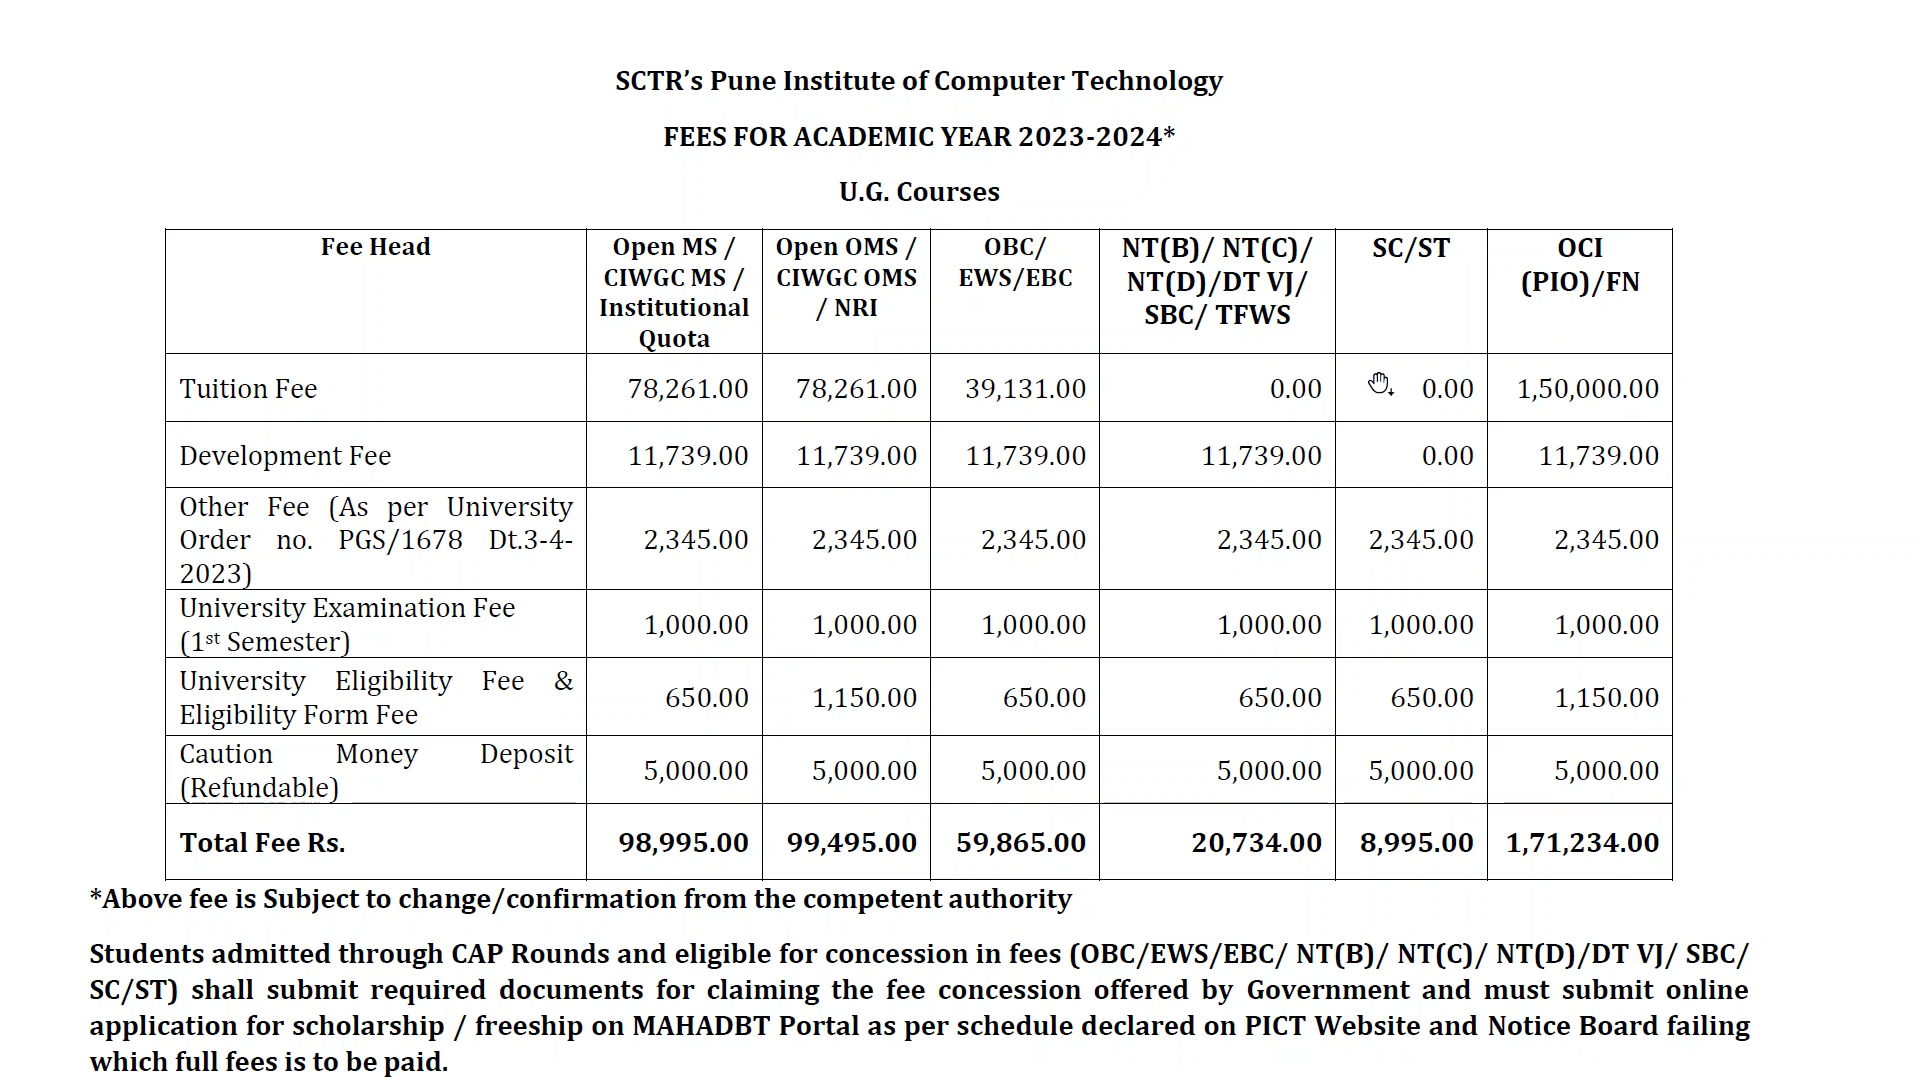 SCTR’s Pune Institute of Computer Technology
FEES FOR ACADEMIC YEAR 2023-2024*
U.G. Courses
Fee Head
Open MS /
CIWGC MS /
Institutional
Quota
Open OMS /
CIWGC OMS
/ NRI
OBC/
EWS/EBC
NT(B)/ NT(C)/
NT(D)/DT VJ/
SBC/ TFWS
SC/ST
OCI
(PIO)/FN
Tuition Fee 78,261.00 78,261.00 39,131.00 0.00 0.00 1,50,000.00
Development Fee 11,739.00 11,739.00 11,739.00 11,739.00 0.00 11,739.00
Other Fee (As per University
Order no. PGS/1678 Dt.3-4-
2023)
2,345.00 2,345.00 2,345.00 2,345.00 2,345.00 2,345.00
University Examination Fee
(1st Semester)
1,000.00 1,000.00 1,000.00 1,000.00 1,000.00 1,000.00
University Eligibility Fee &
Eligibility Form Fee
650.00 1,150.00 650.00 650.00 650.00 1,150.00
Caution Money Deposit
(Refundable)
5,000.00 5,000.00 5,000.00 5,000.00 5,000.00 5,000.00
Total Fee Rs. 98,995.00 99,495.00 59,865.00 20,734.00 8,995.00 1,71,234.00
*Above fee is Subject to change/confirmation from the competent authority
Students admitted through CAP Rounds and eligible for concession in fees (OBC/EWS/EBC/ NT(B)/ NT(C)/ NT(D)/DT VJ/ SBC/
SC/ST) shall submit required documents for claiming the fee concession offered by Government and must submit online
application for scholarship / freeship on MAHADBT Portal as per schedule declared on PICT Website and Notice Board failing
which full fees is to be paid.